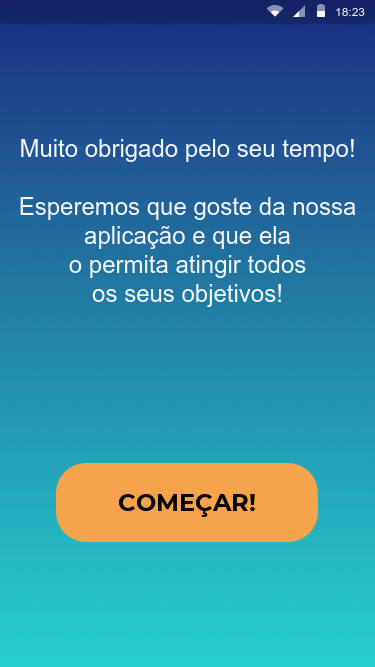 18:23
Muito obrigado pelo seu tempo!
Esperemos que goste da nossa
aplicação e que ela
o permita atingir todos
os seus objetivos!
COMEÇAR!